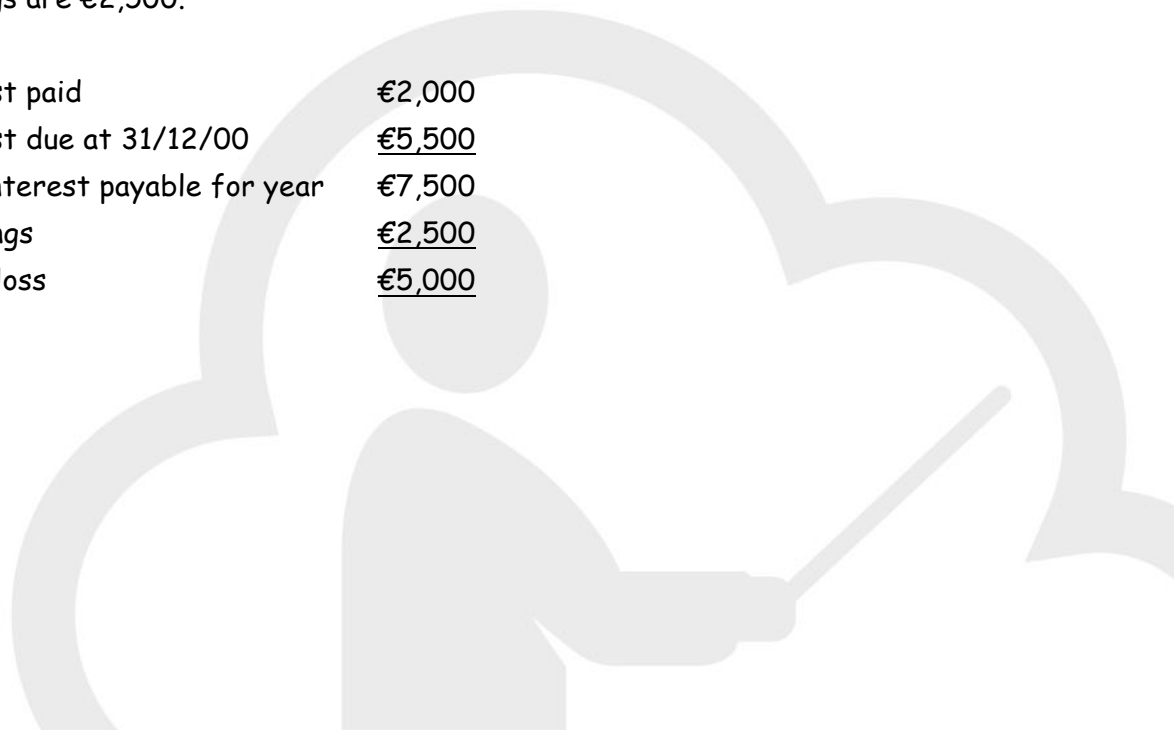 gs are €2,500.
st paid €2,000
st due at 31/12/00 €5,500
nterest payable for year €7,500
ngs €2,500
loss €5,000